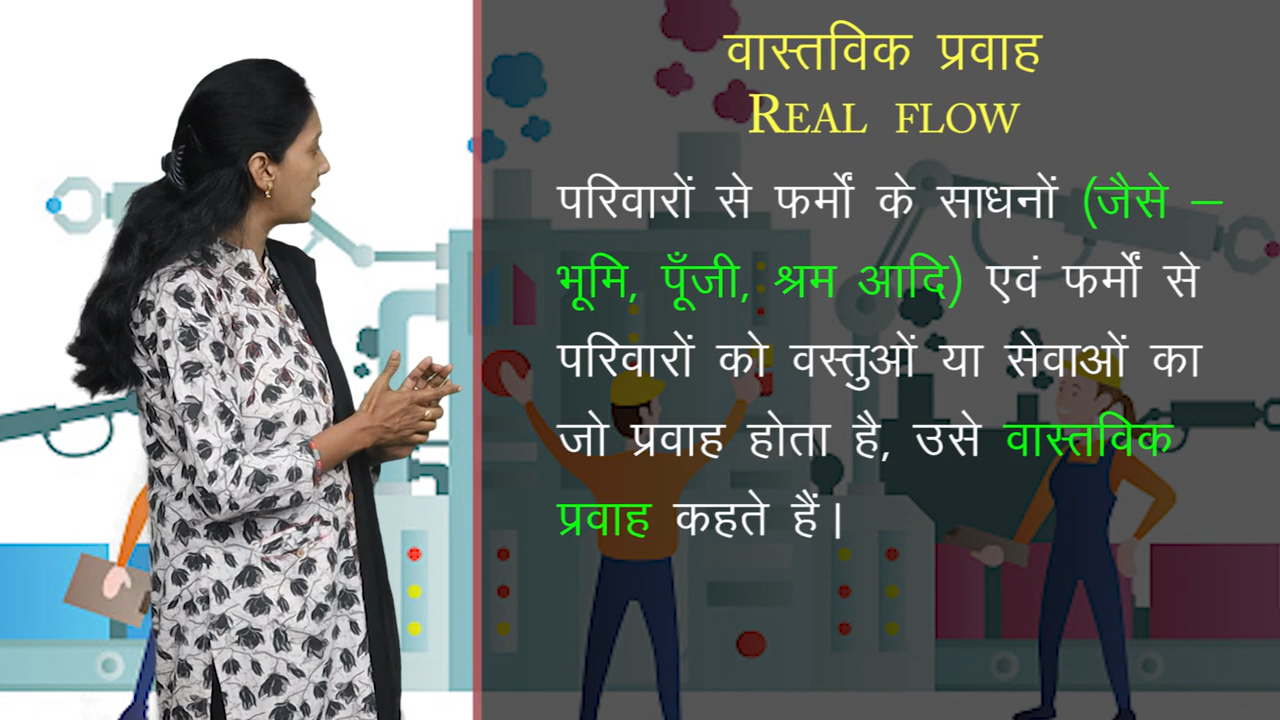 वास्तविक प्रवाह
REAL FLOW
परिवारों से फर्मों के साधनों (जैसे –
भूमि, पूँजी, श्रम आदि) एवं फर्मों से
परिवारों को वस्तुओं या सेवाओं का
जो प्रवाह होता है, उसे वास्तविक
प्रवाह कहते हैं।